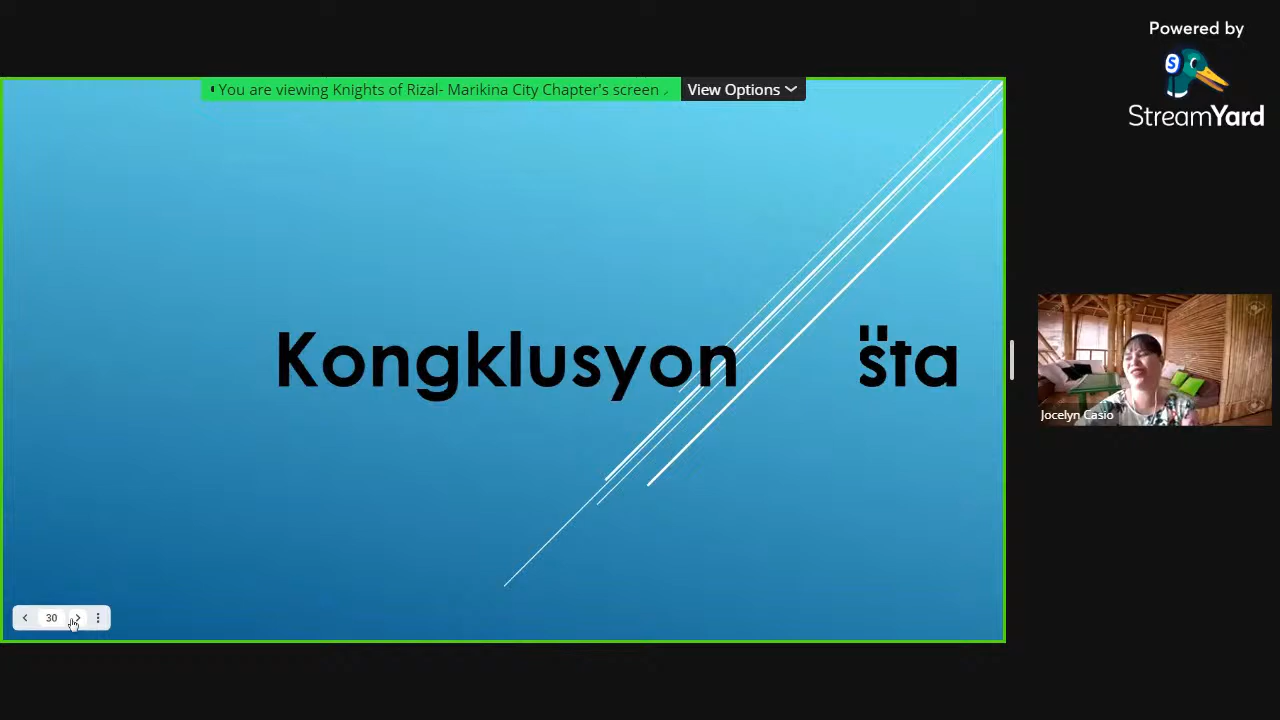 Powered by
StreamYard
You are viewing Knights of Rizal- Marikina City Chapter's screen
View Options
Kongklusyon sta
Jocelyn Casio
30